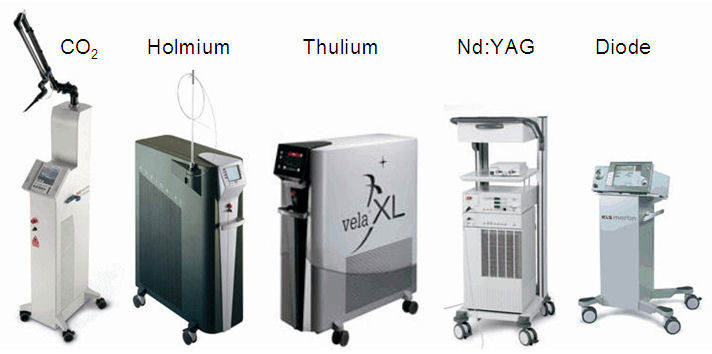 CO2 Holmium Thulium Nd:YAG Diode
vela XL
KLS martin